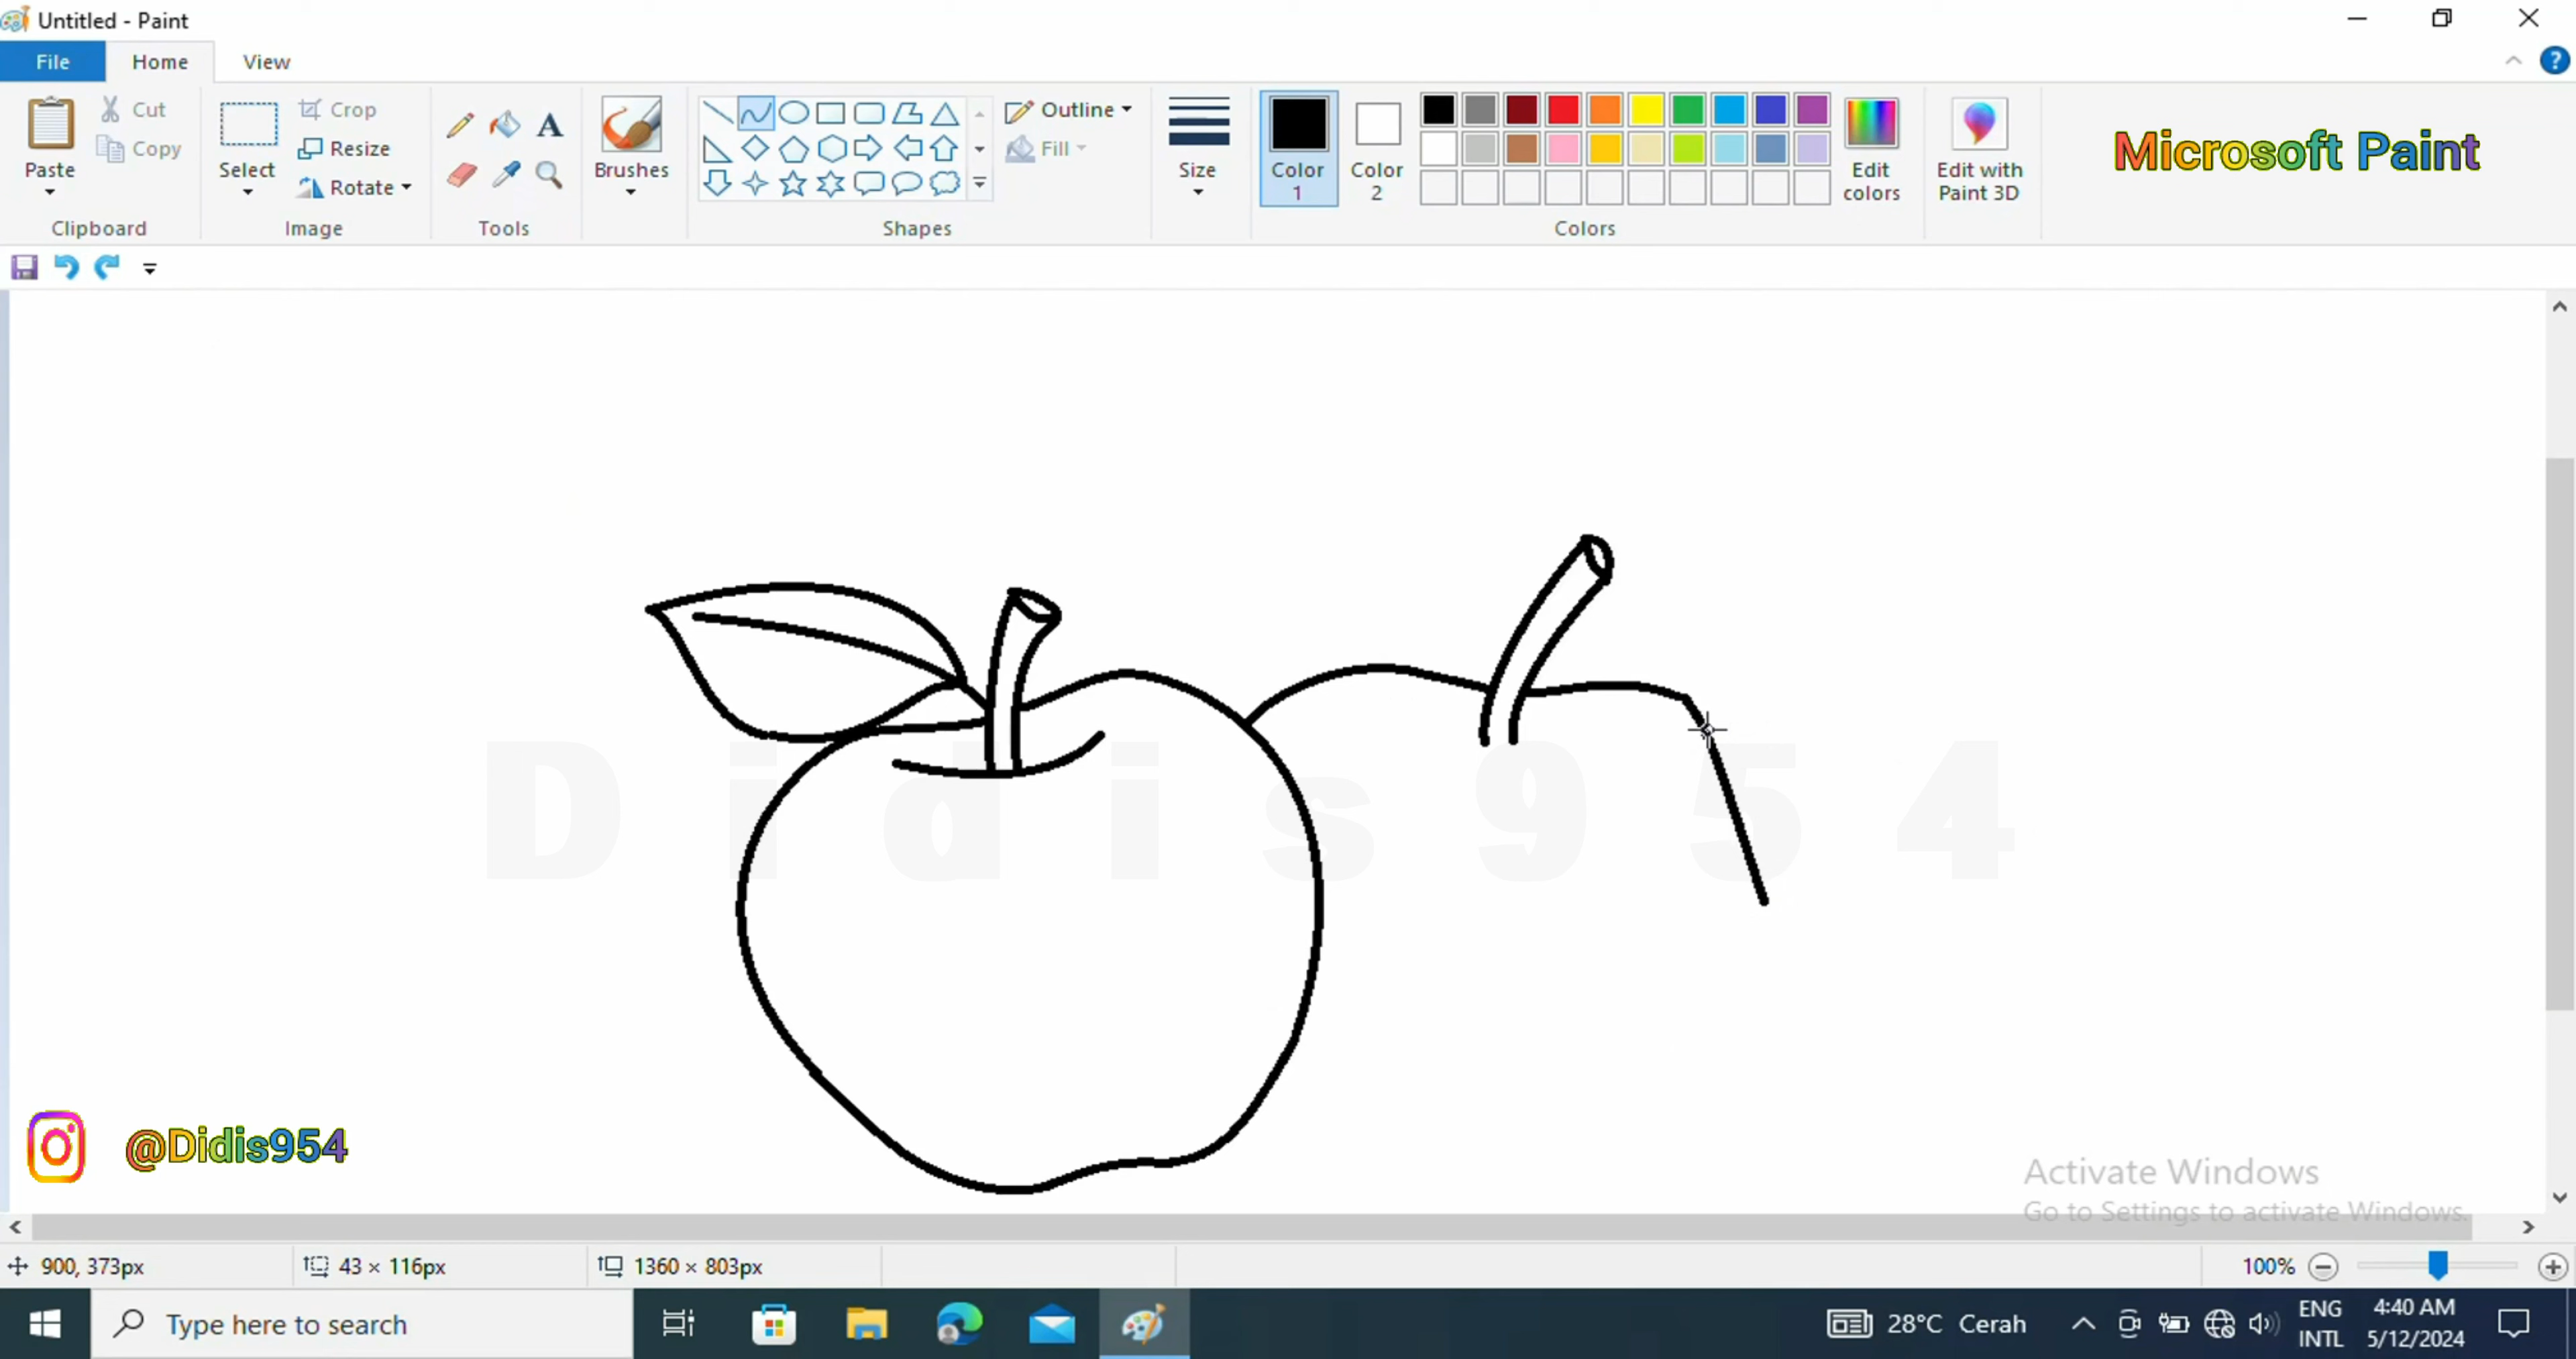 Untitled - Paint
File Home View
Paste Cut Copy Clipboard
Select Crop Resize Rotate Image
Tools
Brushes
Outline Fill Shapes
Size
Color 1 Color 2
Edit colors
Colors
Edit with Paint 3D
Microsoft Paint
Didis954
@Didis954
Activate Windows
Go to Settings to activate Windows.
900, 373px 43 × 116px 1360 × 803px 100%
Type here to search 28°C Cerah ENG INTL 4:40 AM 5/12/2024